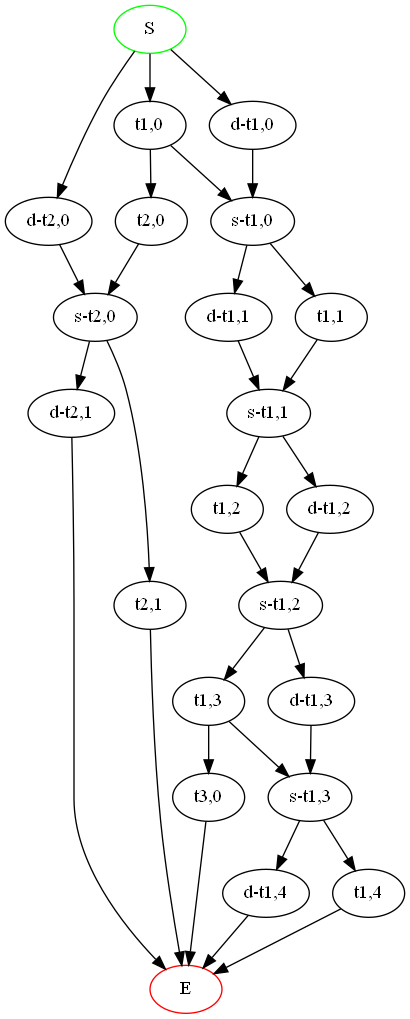 S
t1,0
d-t1,0
d-t2,0
t2,0
s-t1,0
s-t2,0
d-t1,1
t1,1
d-t2,1
s-t1,1
t1,2
d-t1,2
t2,1
s-t1,2
t1,3
d-t1,3
t3,0
s-t1,3
d-t1,4
t1,4
E